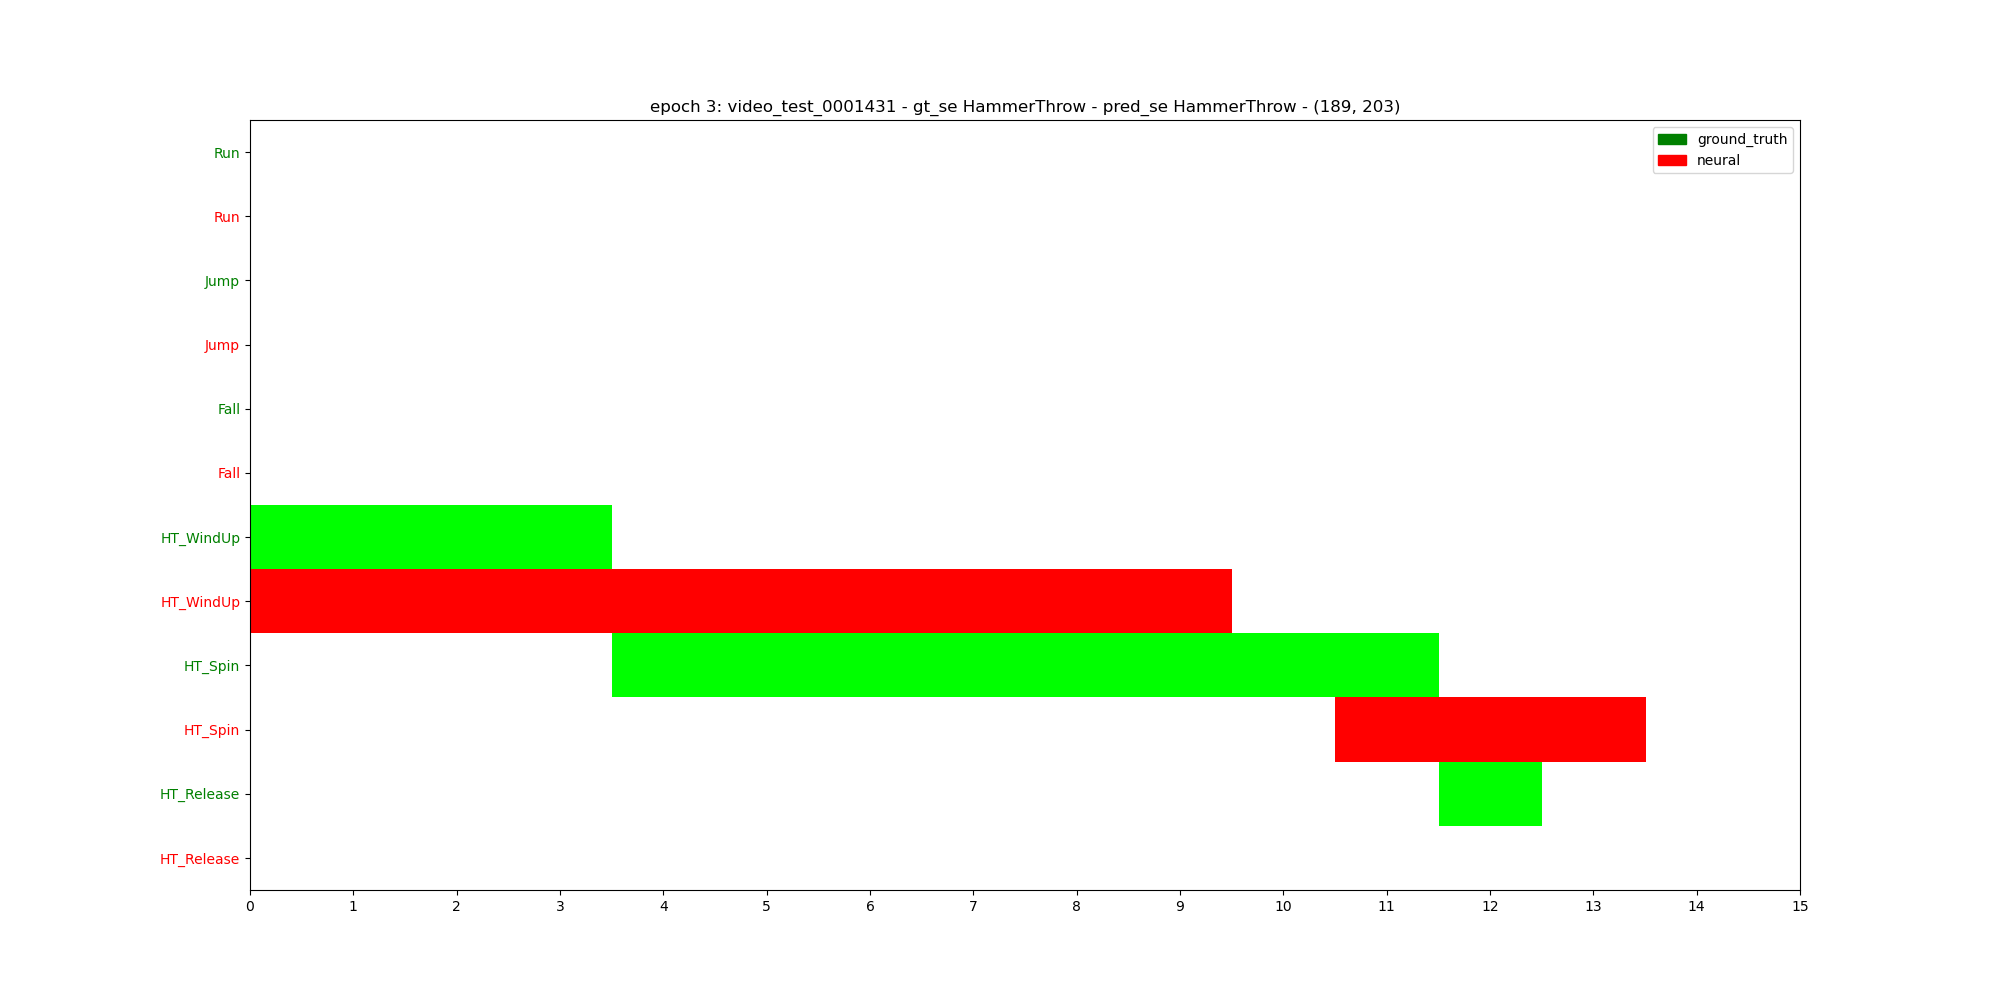 epoch 3: video_test_0001431 - gt_se HammerThrow - pred_se HammerThrow - (189, 203)
ground_truth
neural
Run
Run
Jump
Jump
Fall
Fall
HT_WindUp
HT_WindUp
HT_Spin
HT_Spin
HT_Release
HT_Release
0 1 2 3 4 5 6 7 8 9 10 11 12 13 14 15